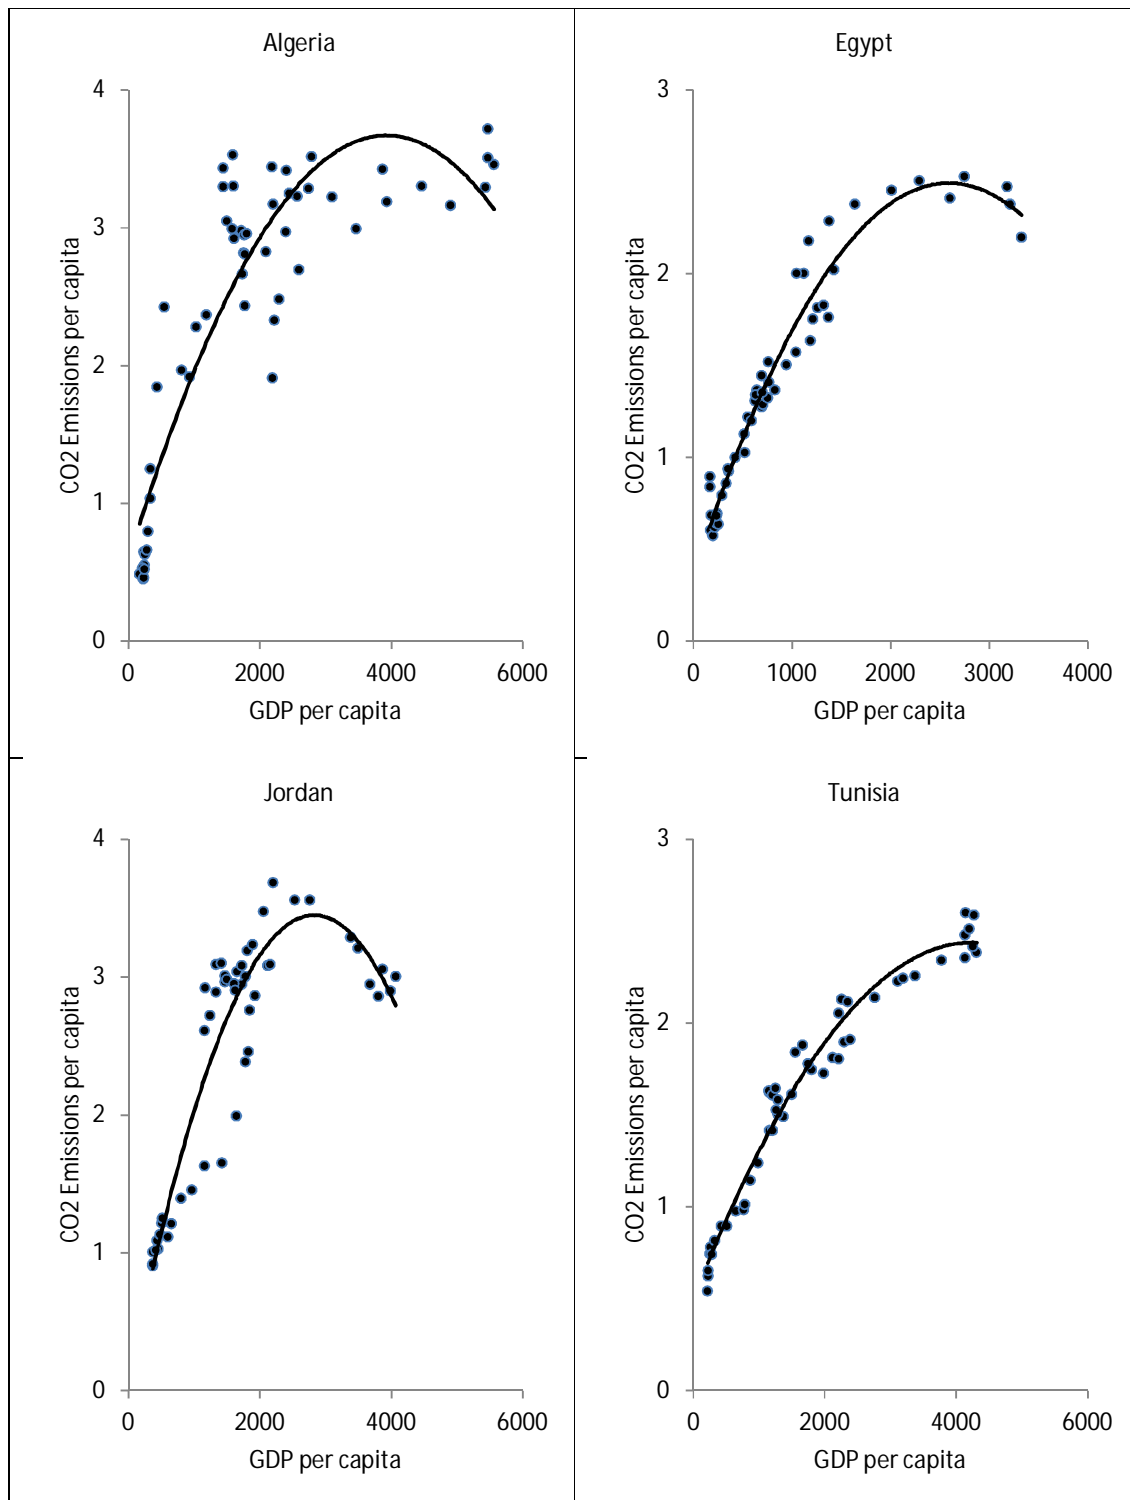 Algeria
4
3
2
1
0
0 2000 4000 6000
GDP per capita
CO2 Emissions per capita
Egypt
3
2
1
0
0 1000 2000 3000 4000
GDP per capita
CO2 Emissions per capita
Jordan
4
3
2
1
0
0 2000 4000 6000
GDP per capita
CO2 Emissions per capita
Tunisia
3
2
1
0
0 2000 4000 6000
GDP per capita
CO2 Emissions per capita